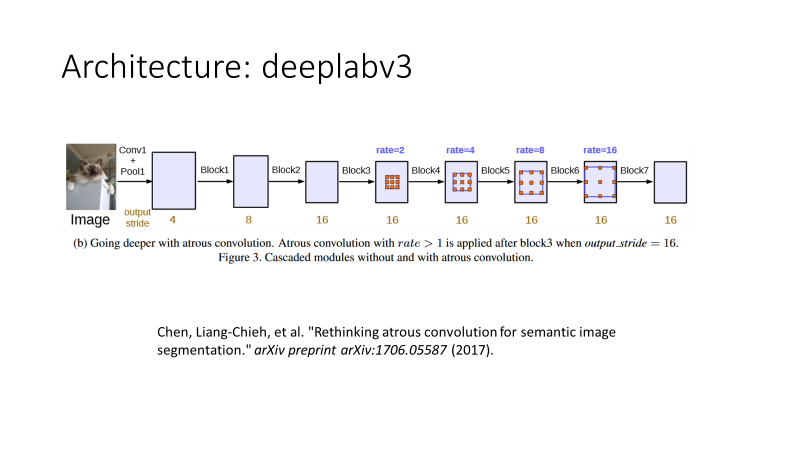 Architecture: deeplabv3
rate=2 rate=4 rate=8 rate=16
Conv1
+
Pool1
Block1 Block2 Block3 Block4 Block5 Block6 Block7
Image
output
stride
4 8 16 16 16 16 16 16
(b) Going deeper with atrous convolution. Atrous convolution with rate > 1 is applied after block3 when output_stride = 16.
Figure 3. Cascaded modules without and with atrous convolution.
Chen, Liang-Chieh, et al. "Rethinking atrous convolution for semantic image
segmentation." arXiv preprint arXiv:1706.05587 (2017).